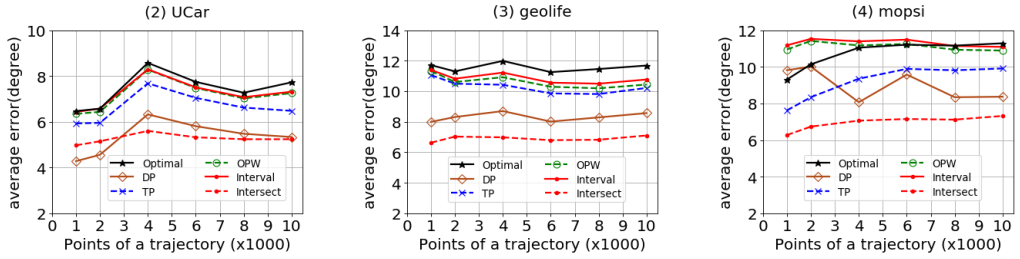 (2) UCar
average error(degree)
10
8
6
4
2
Optimal
DP
TP
OPW
Interval
Intersect
0 1 2 3 4 5 6 7 8 9 10
Points of a trajectory (x1000)
(3) geolife
average error(degree)
14
12
10
8
6
4
2
Optimal
DP
TP
OPW
Interval
Intersect
0 1 2 3 4 5 6 7 8 9 10
Points of a trajectory (x1000)
(4) mopsi
average error(degree)
12
10
8
6
4
2
Optimal
DP
TP
OPW
Interval
Intersect
0 1 2 3 4 5 6 7 8 9 10
Points of a trajectory (x1000)